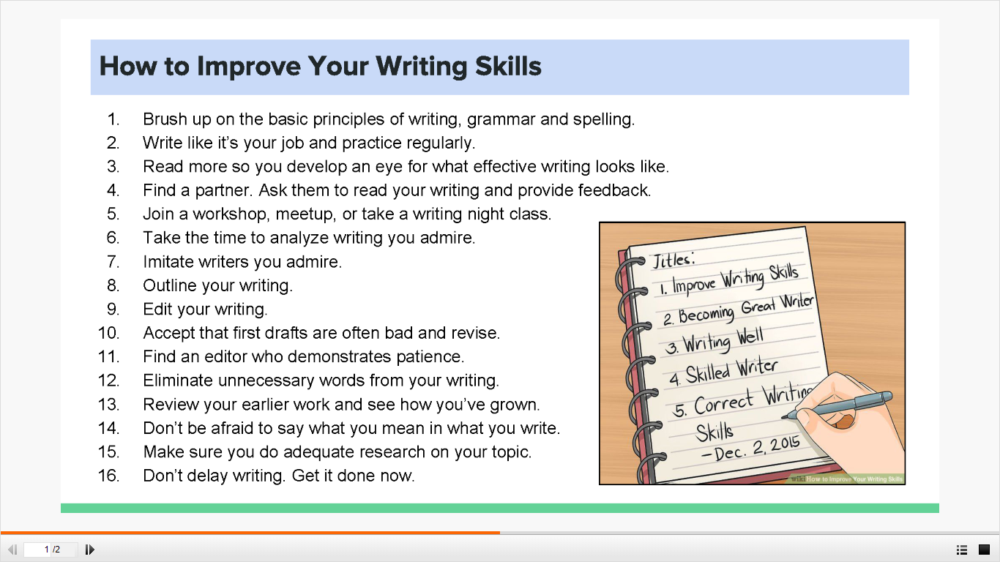 How to Improve Your Writing Skills
1. Brush up on the basic principles of writing, grammar and spelling.
2. Write like it’s your job and practice regularly.
3. Read more so you develop an eye for what effective writing looks like.
4. Find a partner. Ask them to read your writing and provide feedback.
5. Join a workshop, meetup, or take a writing night class.
6. Take the time to analyze writing you admire.
7. Imitate writers you admire.
8. Outline your writing.
9. Edit your writing.
10. Accept that first drafts are often bad and revise.
11. Find an editor who demonstrates patience.
12. Eliminate unnecessary words from your writing.
13. Review your earlier work and see how you’ve grown.
14. Don’t be afraid to say what you mean in what you write.
15. Make sure you do adequate research on your topic.
16. Don’t delay writing. Get it done now.
Titles:
1. Improve Writing Skills
2. Becoming Great Writer
3. Writing Well
4. Skilled Writer
5. Correct Writing
Skills
–Dec. 2, 2015
wikiHow to Improve Your Writing Skills
1 /2